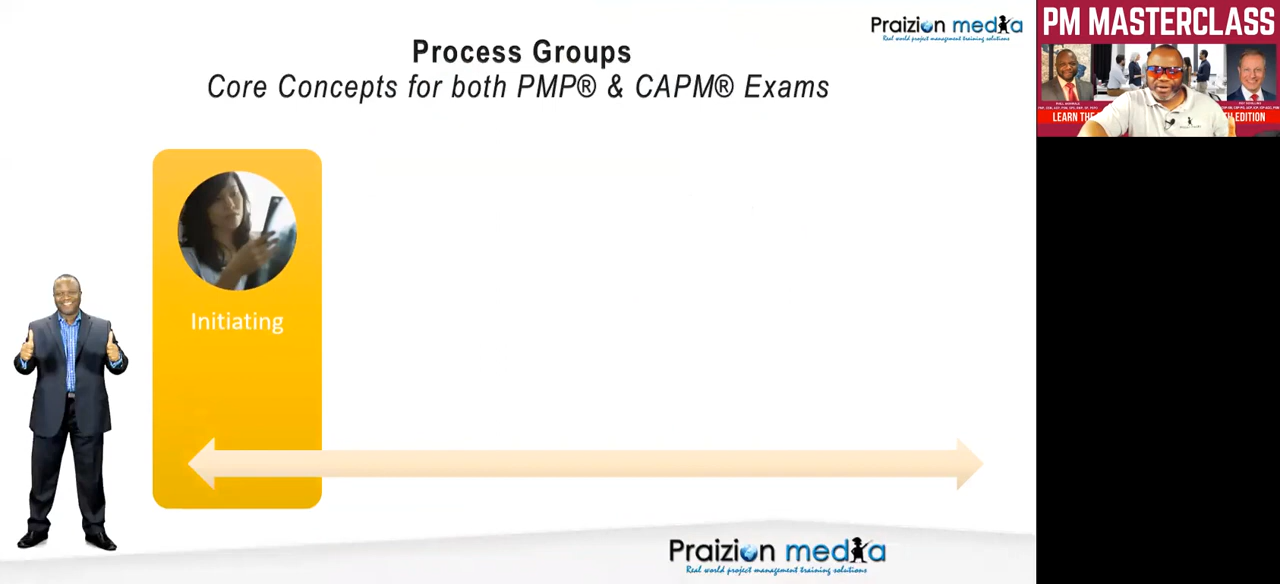 Process Groups
Core Concepts for both PMP® & CAPM® Exams
Praizion media
Real world project management training solutions
PM MASTERCLASS
LEARN THE
TH EDITION
Initiating
Praizion media
Real world project management training solutions